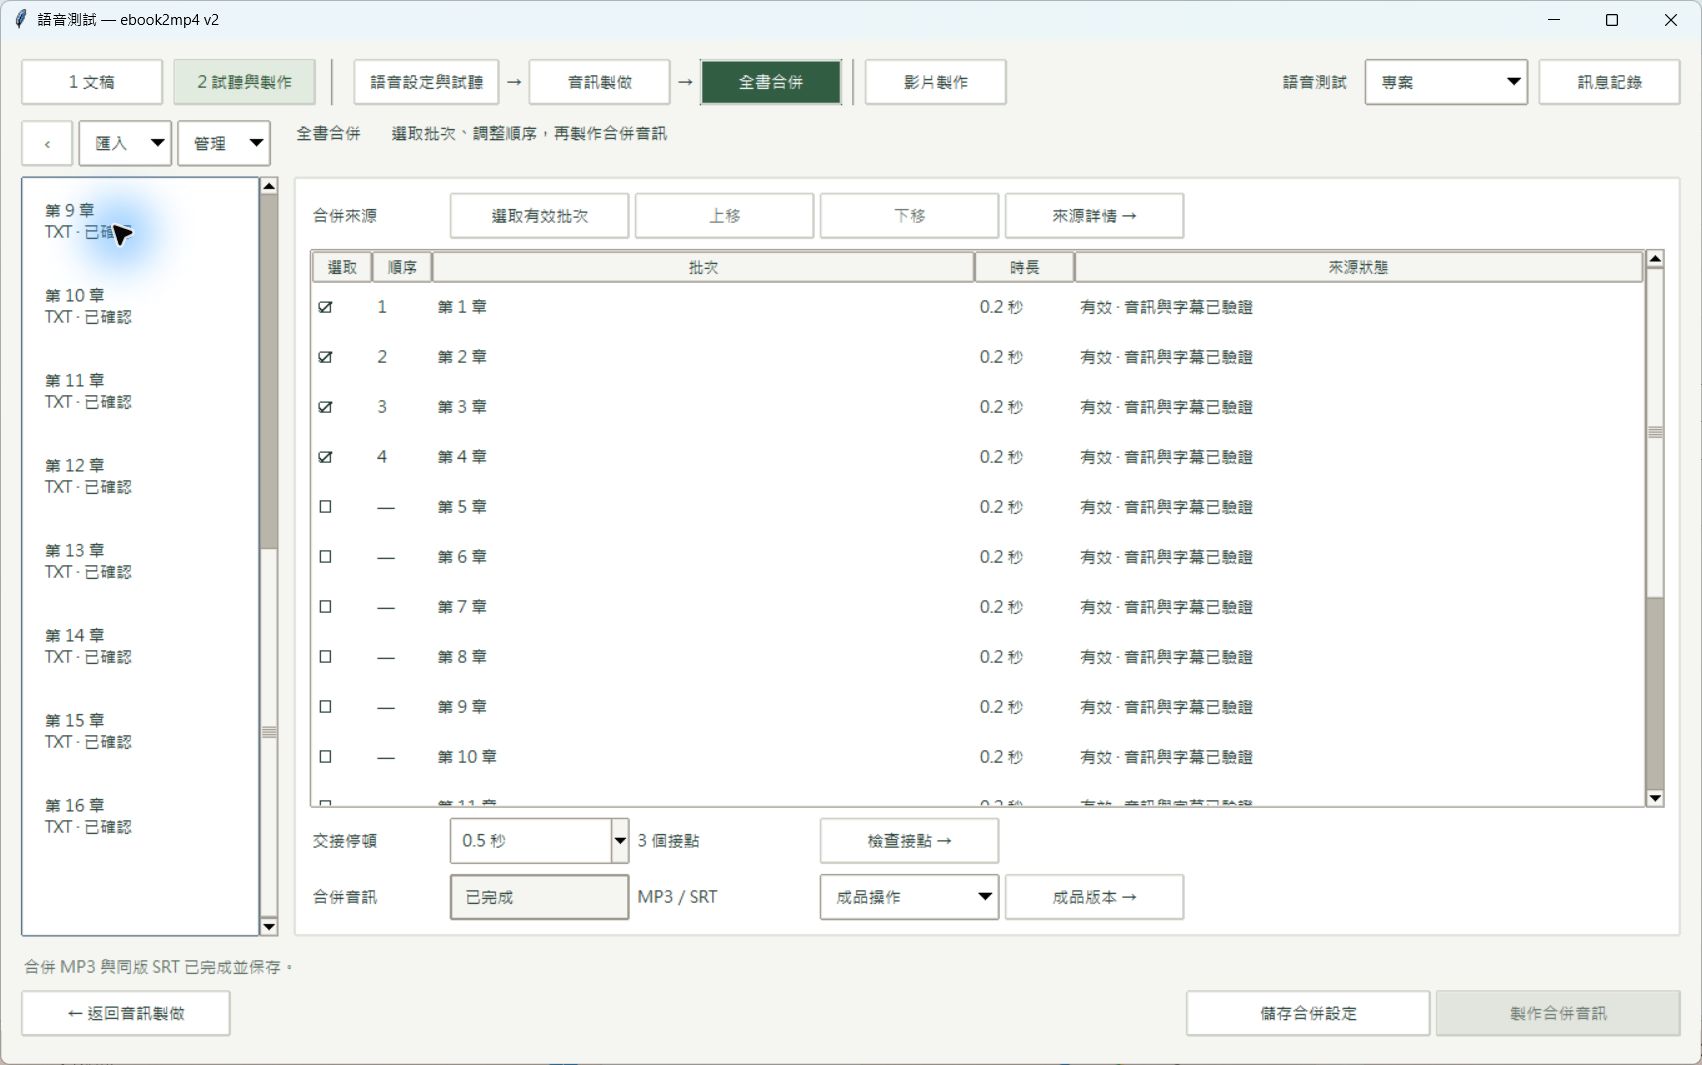 語音測試 — ebook2mp4 v2
1 文稿
2 試聽與製作
語音設定與試聽
→
音訊製做
→
全書合併
影片製作
語音測試
專案
訊息記錄
‹
匯入
管理
全書合併
選取批次、調整順序，再製作合併音訊
第 9 章
TXT · 已確認
第 10 章
TXT · 已確認
第 11 章
TXT · 已確認
第 12 章
TXT · 已確認
第 13 章
TXT · 已確認
第 14 章
TXT · 已確認
第 15 章
TXT · 已確認
第 16 章
TXT · 已確認
合併來源
選取有效批次
上移
下移
來源詳情 →
選取 順序 批次 時長 來源狀態
1 第 1 章 0.2 秒 有效 · 音訊與字幕已驗證
2 第 2 章 0.2 秒 有效 · 音訊與字幕已驗證
3 第 3 章 0.2 秒 有效 · 音訊與字幕已驗證
4 第 4 章 0.2 秒 有效 · 音訊與字幕已驗證
— 第 5 章 0.2 秒 有效 · 音訊與字幕已驗證
— 第 6 章 0.2 秒 有效 · 音訊與字幕已驗證
— 第 7 章 0.2 秒 有效 · 音訊與字幕已驗證
— 第 8 章 0.2 秒 有效 · 音訊與字幕已驗證
— 第 9 章 0.2 秒 有效 · 音訊與字幕已驗證
— 第 10 章 0.2 秒 有效 · 音訊與字幕已驗證
交接停頓
0.5 秒
3 個接點
檢查接點 →
合併音訊
已完成
MP3 / SRT
成品操作
成品版本 →
合併 MP3 與同版 SRT 已完成並保存。
← 返回音訊製做
儲存合併設定
製作合併音訊